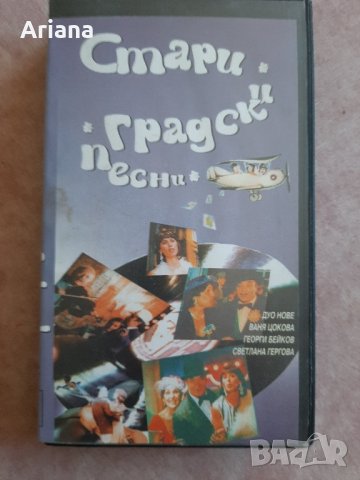 Ariana
Стари
градски
песни
ДУО НОВЕ
ВАНЯ ЦОКОВА
ГЕОРГИ БЕЙКОВ
СВЕТЛАНА ГЕРГОВА
BAZAR